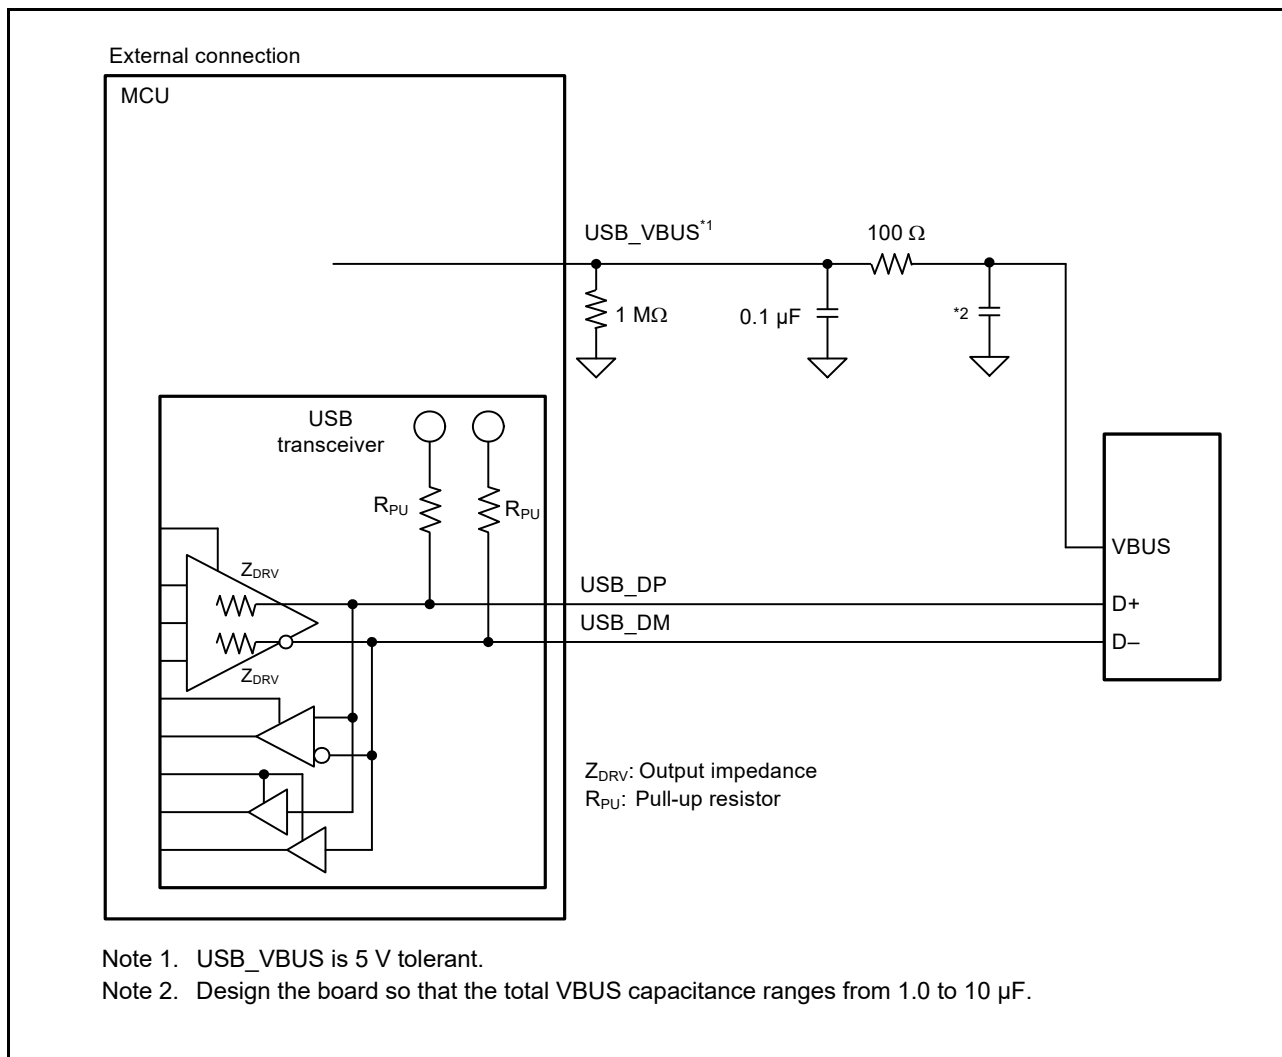 External connection
MCU
USB_VBUS*1
100 Ω
1 MΩ
0.1 µF
*2
USB
transceiver
RPU
RPU
VBUS
ZDRV
USB_DP
D+
USB_DM
D–
ZDRV
ZDRV: Output impedance
RPU: Pull-up resistor
Note 1. USB_VBUS is 5 V tolerant.
Note 2. Design the board so that the total VBUS capacitance ranges from 1.0 to 10 µF.